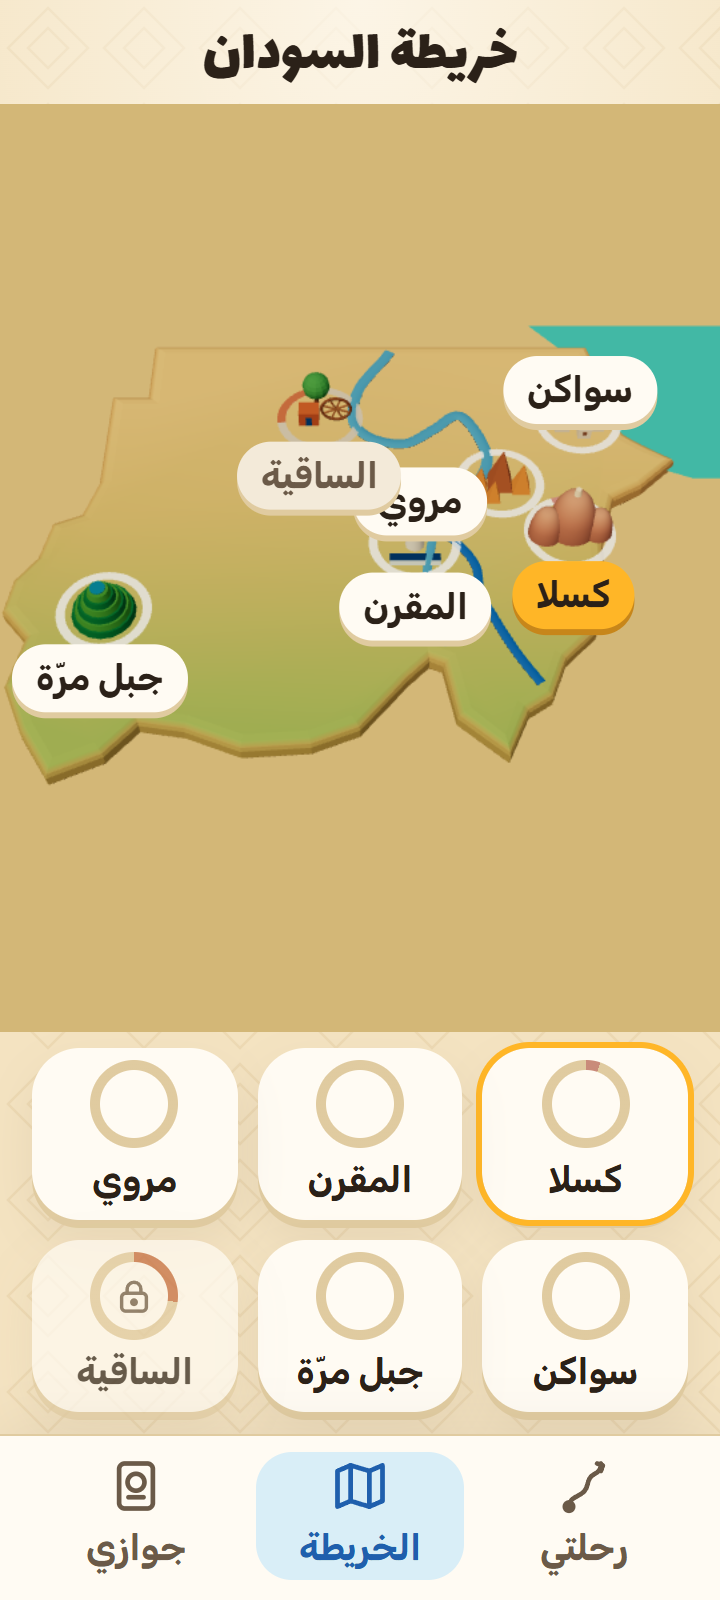 خريطة السودان
سواكن
الساقية
مروي
كسلا
المقرن
جبل مرّة
كسلا
المقرن
مروي
سواكن
جبل مرّة
الساقية
رحلتي
الخريطة
جوازي